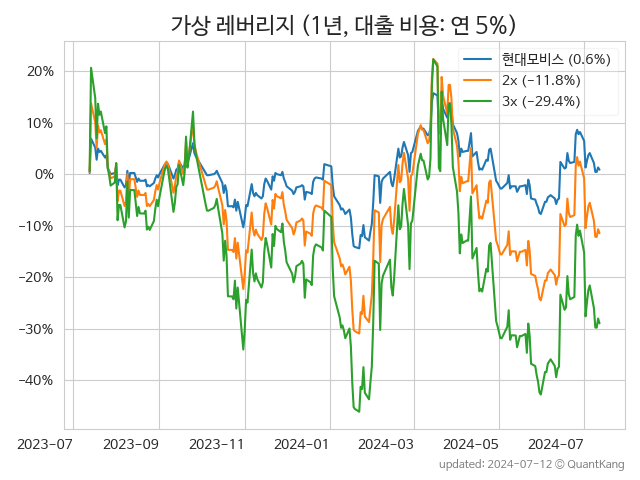 가상 레버리지 (1년, 대출 비용: 연 5%)
현대모비스 (0.6%)
2x (−11.8%)
3x (−29.4%)
20%
10%
0%
−10%
−20%
−30%
−40%
2023-07 2023-09 2023-11 2024-01 2024-03 2024-05 2024-07
updated: 2024-07-12 © QuantKang